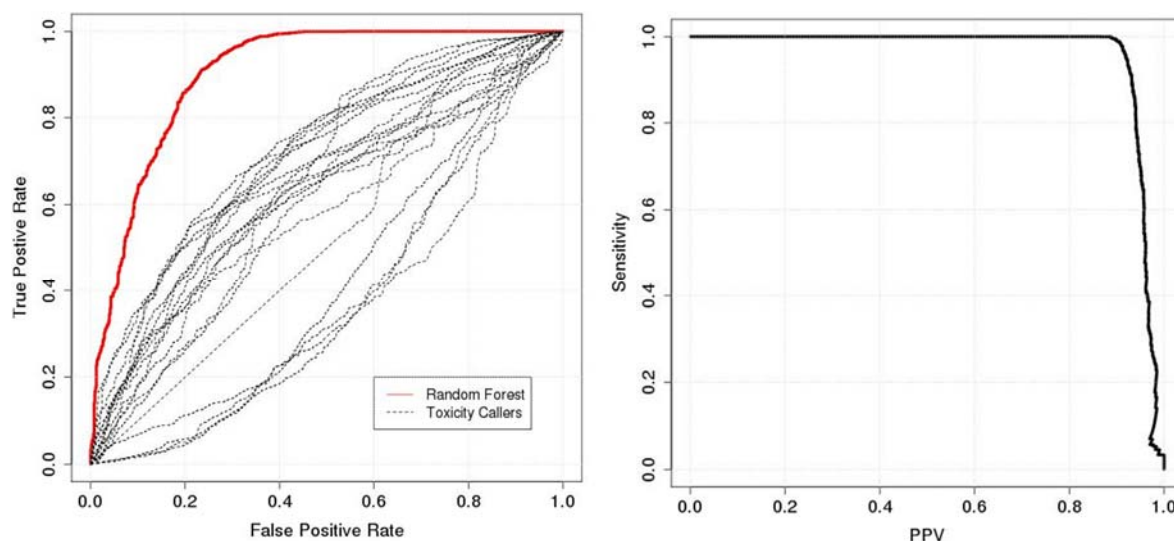 True Postive Rate
1.0
0.8
0.6
0.4
0.2
0.0
Random Forest
Toxicity Callers
0.0 0.2 0.4 0.6 0.8 1.0
False Positive Rate
Sensitivity
1.0
0.8
0.6
0.4
0.2
0.0
0.0 0.2 0.4 0.6 0.8 1.0
PPV